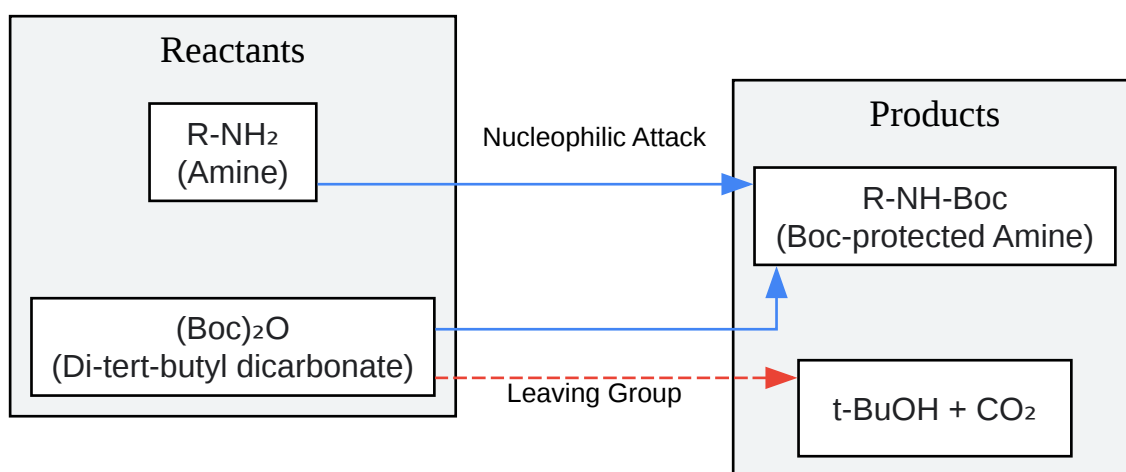 Reactants
R-NH₂
(Amine)
(Boc)₂O
(Di-tert-butyl dicarbonate)
Nucleophilic Attack
Leaving Group
Products
R-NH-Boc
(Boc-protected Amine)
t-BuOH + CO₂